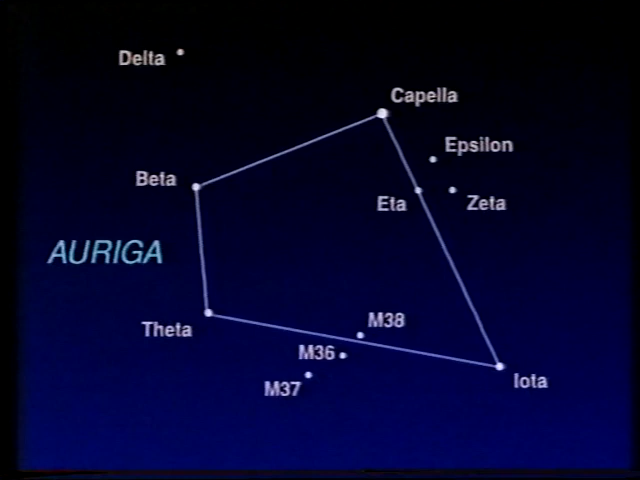 Delta
Capella
Epsilon
Beta
Eta
Zeta
AURIGA
M38
Theta
M36
M37
Iota